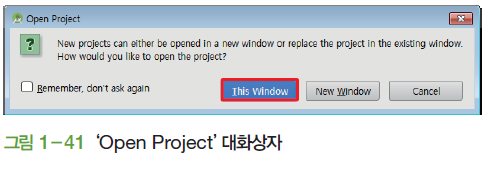 Open Project
New projects can either be opened in a new window or replace the project in the existing window.
How would you like to open the project?
Remember, don't ask again
This Window
New Window
Cancel
그림 1-41 ‘Open Project’ 대화상자